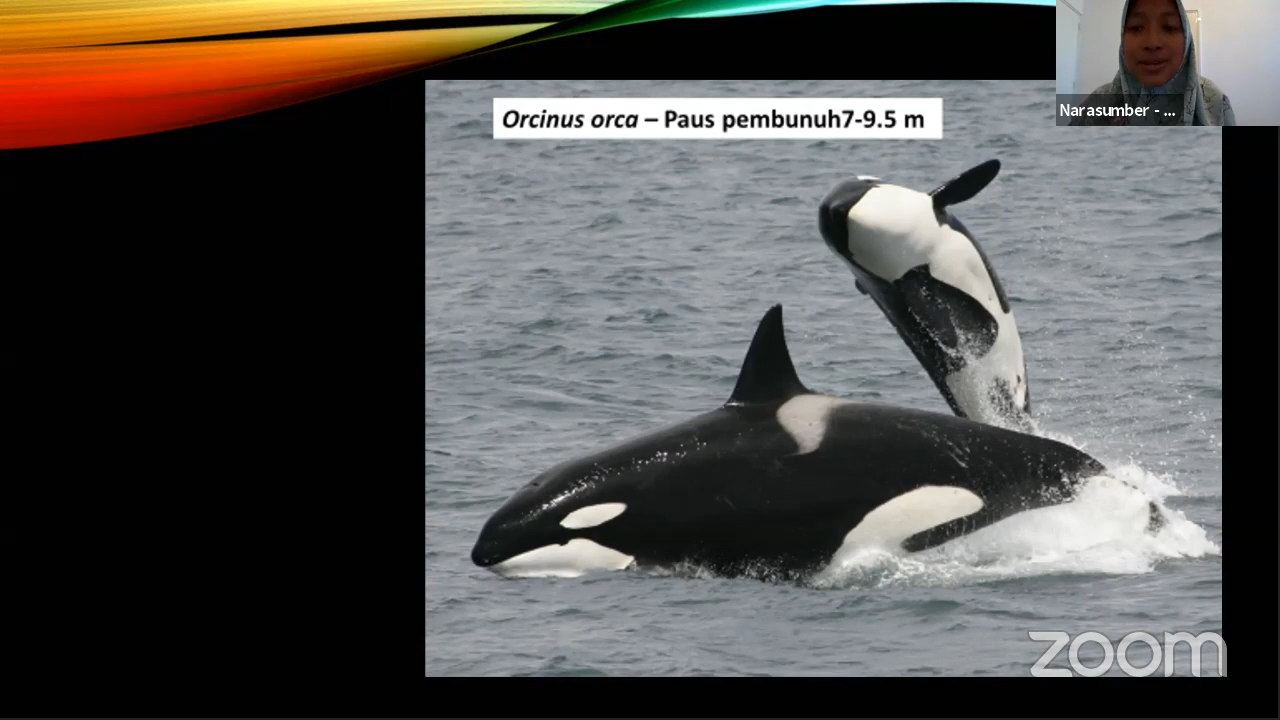 Orcinus orca – Paus pembunuh7-9.5 m
Narasumber - ...
zoom